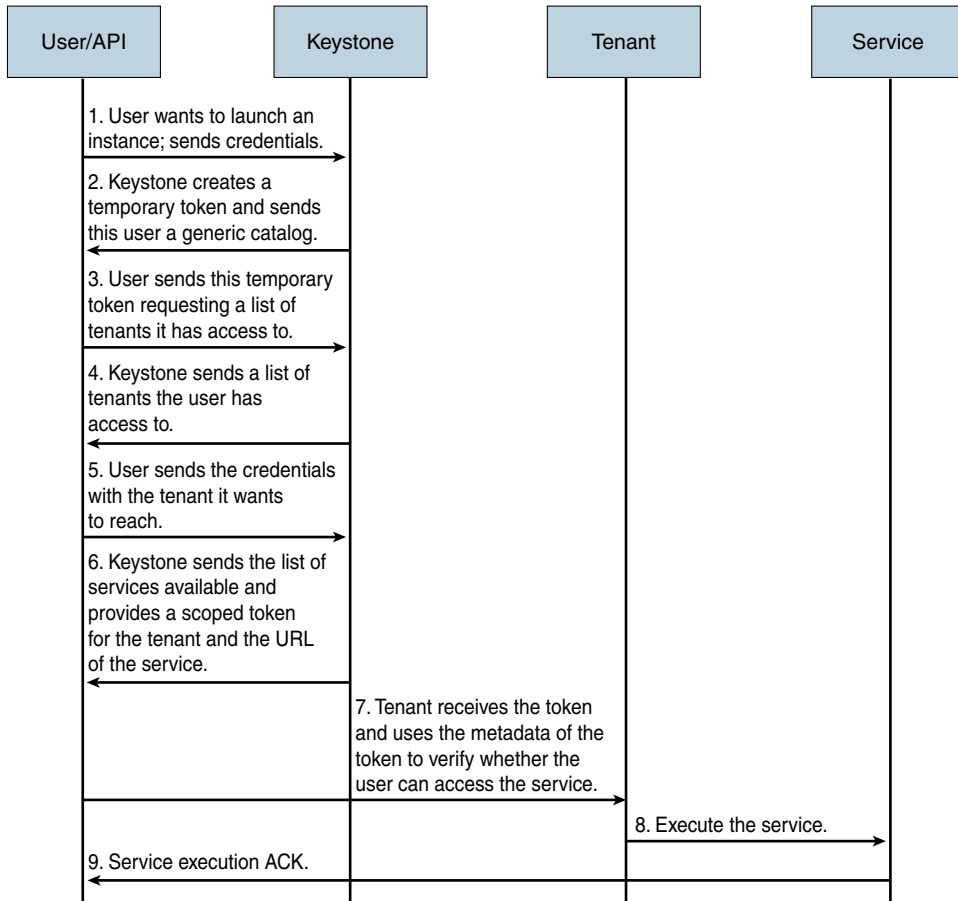 User/API
Keystone
Tenant
Service
1. User wants to launch an
instance; sends credentials.
2. Keystone creates a
temporary token and sends
this user a generic catalog.
3. User sends this temporary
token requesting a list of
tenants it has access to.
4. Keystone sends a list of
tenants the user has
access to.
5. User sends the credentials
with the tenant it wants
to reach.
6. Keystone sends the list of
services available and
provides a scoped token
for the tenant and the URL
of the service.
7. Tenant receives the token
and uses the metadata of the
token to verify whether the
user can access the service.
8. Execute the service.
9. Service execution ACK.